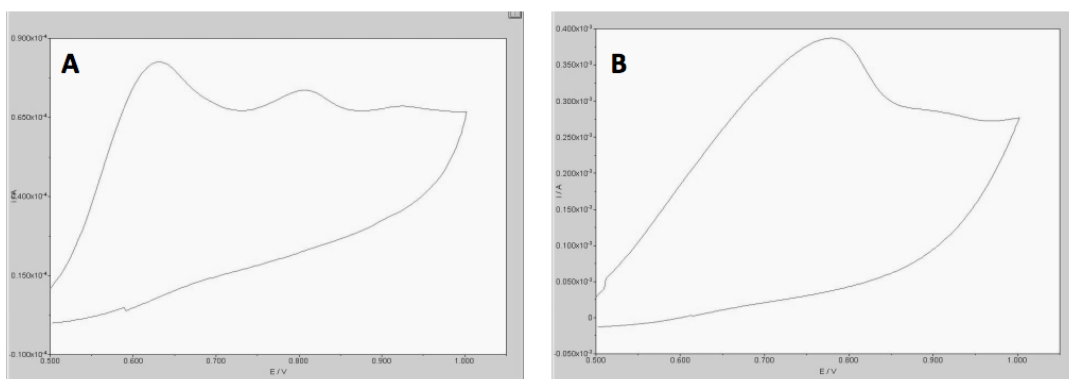 A
0.900x10⁻⁴
0.650x10⁻⁴
0.400x10⁻⁴
0.150x10⁻⁴
-0.100x10⁻⁴
0.500 0.600 0.700 0.800 0.900 1.000
E / V
B
0.400x10⁻³
0.350x10⁻³
0.300x10⁻³
0.250x10⁻³
0.200x10⁻³
0.150x10⁻³
0.100x10⁻³
0.050x10⁻³
0
-0.050x10⁻³
I / A
0.500 0.600 0.700 0.800 0.900 1.000
E / V